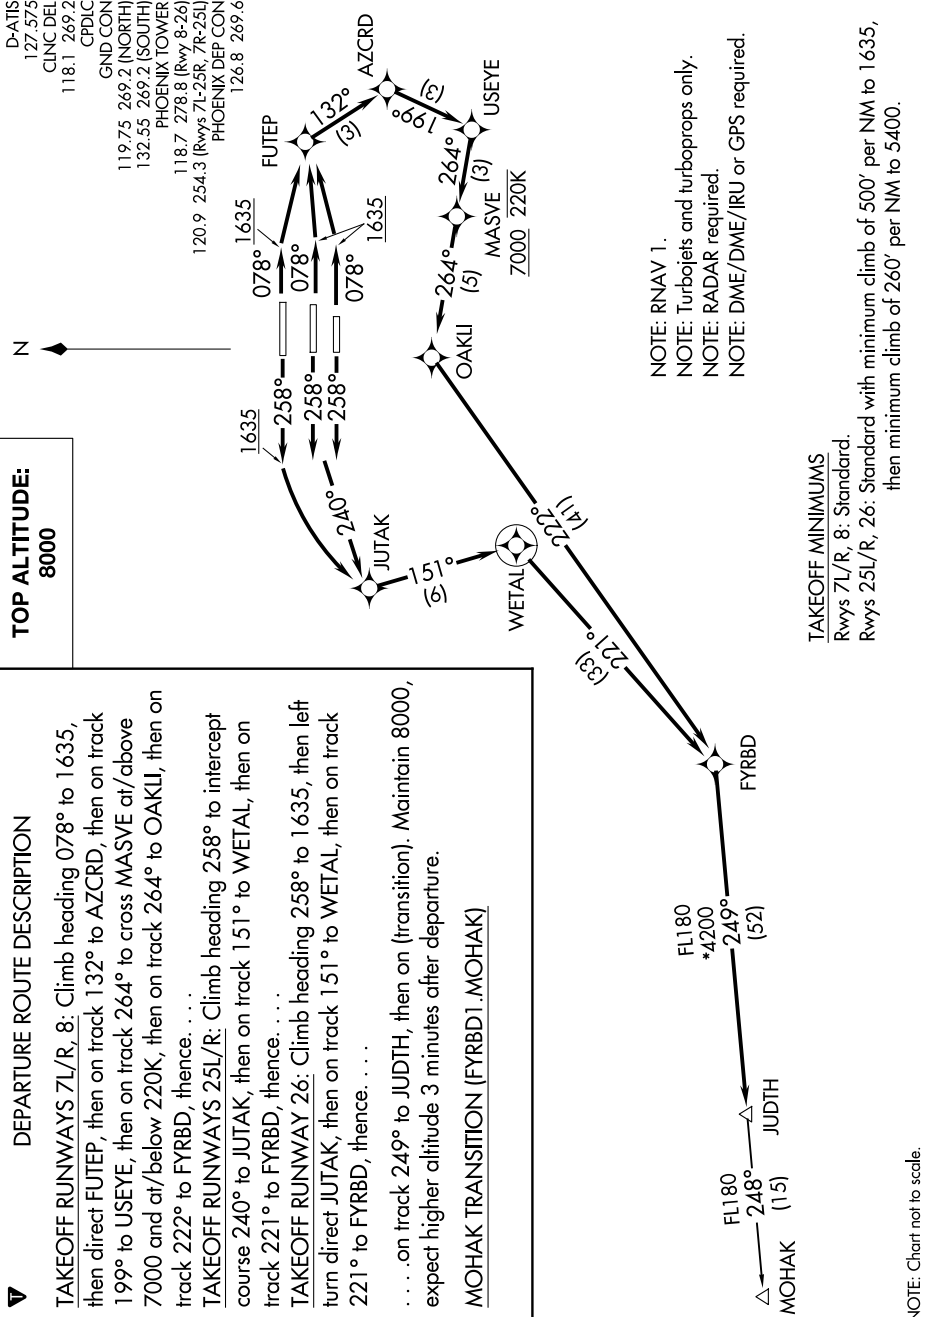 DEPARTURE ROUTE DESCRIPTION
TAKEOFF RUNWAYS 7L/R, 8: Climb heading 078° to 1635,
then direct FUTEP, then on track 132° to AZCRD, then on track
199° to USEYE, then on track 264° to cross MASVE at/above
7000 and at/below 220K, then on track 264° to OAKLI, then on
track 222° to FYRBD, thence. . . .
TAKEOFF RUNWAYS 25L/R: Climb heading 258° to intercept
course 240° to JUTAK, then on track 151° to WETAL, then on
track 221° to FYRBD, thence. . . .
TAKEOFF RUNWAY 26: Climb heading 258° to 1635, then left
turn direct JUTAK, then on track 151° to WETAL, then on track
221° to FYRBD, thence. . . .
. . . .on track 249° to JUDTH, then on (transition). Maintain 8000,
expect higher altitude 3 minutes after departure.
MOHAK TRANSITION (FYRBD1.MOHAK)
TOP ALTITUDE:
8000
N
D-ATIS
127.575
CLNC DEL
118.1 269.2
CPDLC
GND CON
119.75 269.2 (NORTH)
132.55 269.2 (SOUTH)
PHOENIX TOWER
118.7 278.8 (Rwy 8-26)
120.9 254.3 (Rwys 7L-25R, 7R-25L)
PHOENIX DEP CON
126.8 269.6
1635
258°
258°
258°
240°
JUTAK
151°
(6)
WETAL
221°
(33)
1635
078°
078°
078°
1635
FUTEP
132°
(3)
AZCRD
199°
(3)
USEYE
264°
(3)
MASVE
7000 220K
264°
(5)
OAKLI
222°
(41)
FYRBD
FL180
*4200
249°
(52)
JUDTH
FL180
248°
(15)
MOHAK
NOTE: RNAV 1.
NOTE: Turbojets and turboprops only.
NOTE: RADAR required.
NOTE: DME/DME/IRU or GPS required.
TAKEOFF MINIMUMS
Rwys 7L/R, 8: Standard.
Rwys 25L/R, 26: Standard with minimum climb of 500' per NM to 1635,
then minimum climb of 260' per NM to 5400.
NOTE: Chart not to scale.